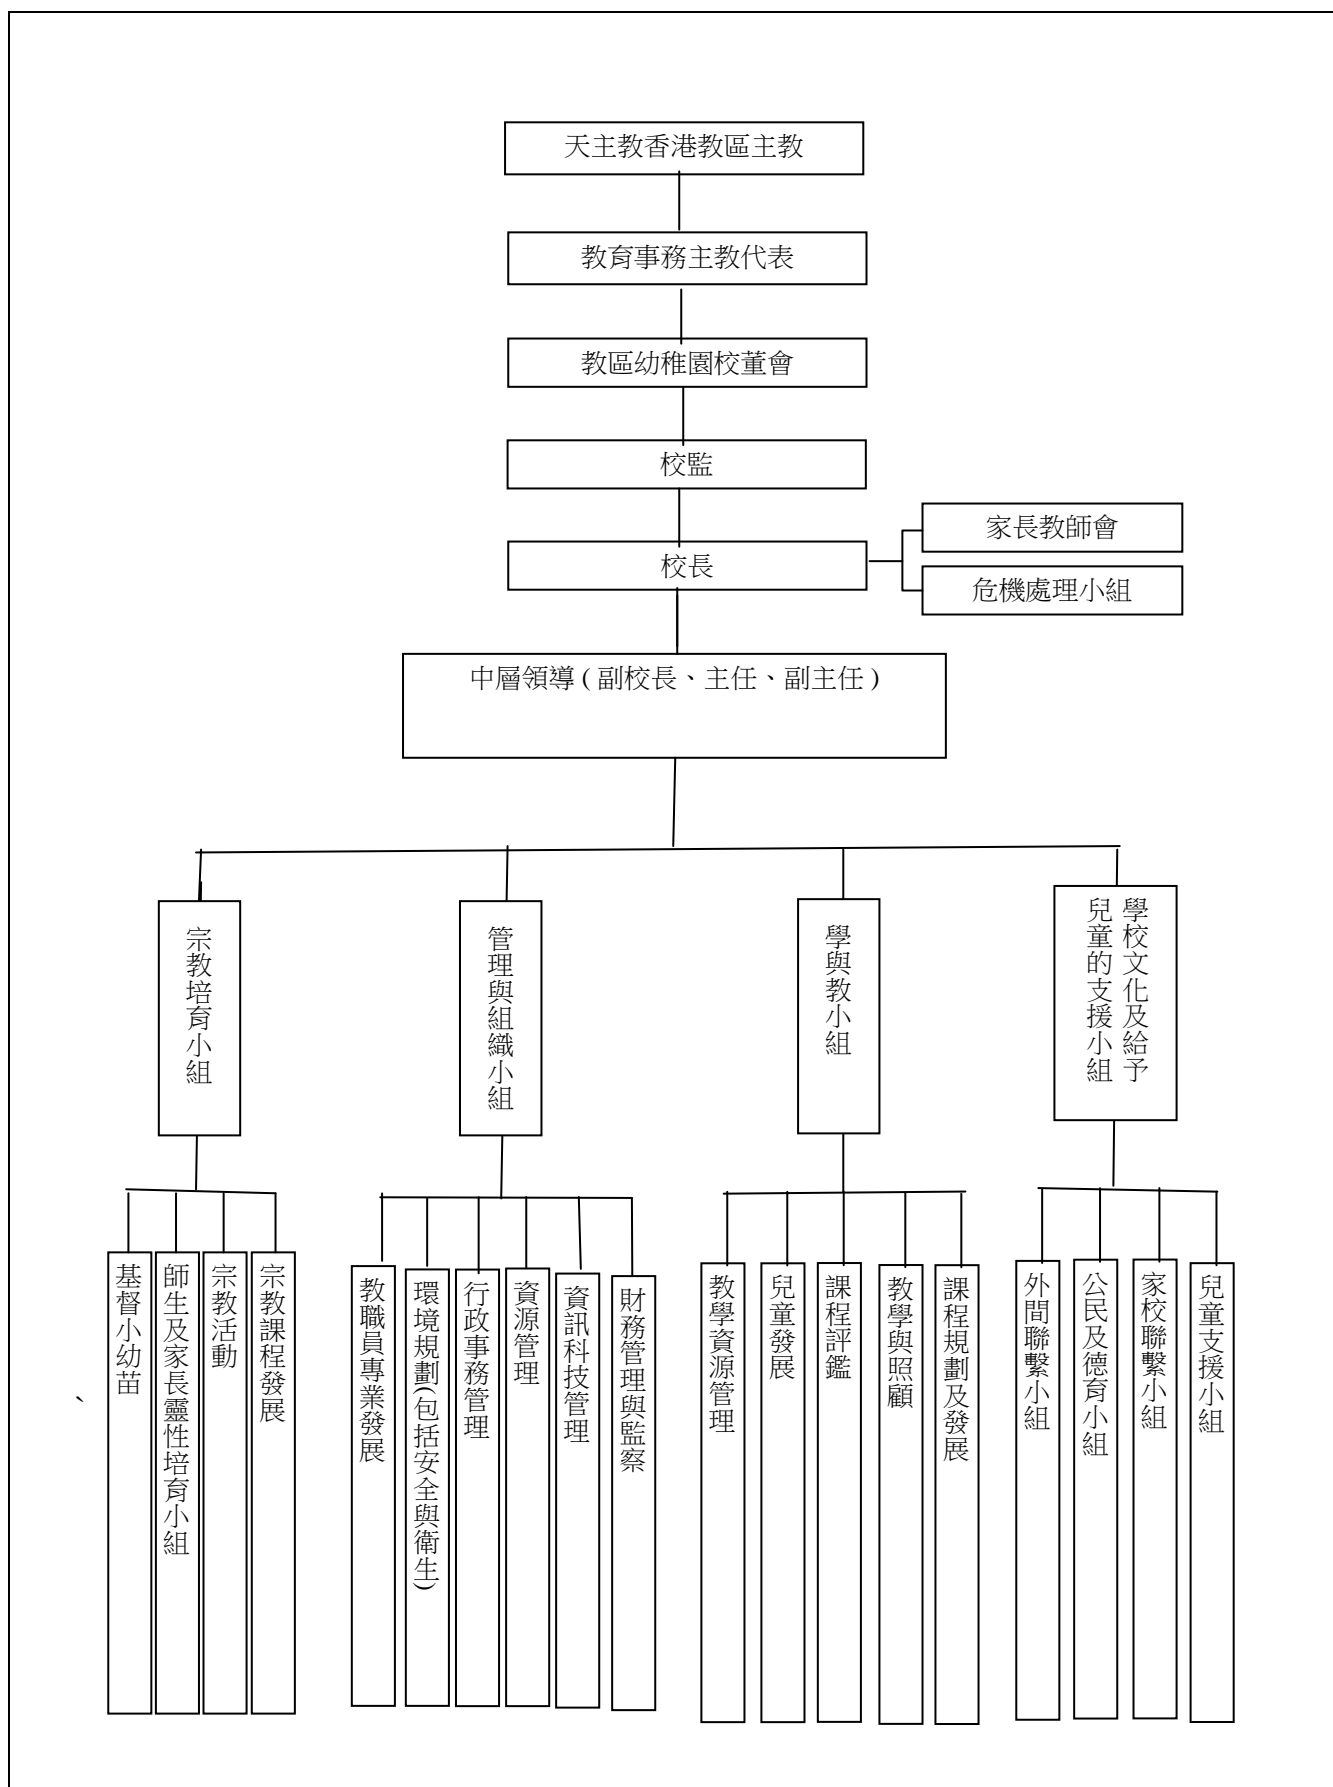 天主教香港教區主教
教育事務主教代表
教區幼稚園校董會
校監
校長
家長教師會
危機處理小組
中層領導(副校長、主任、副主任)
宗教培育小組
管理與組織小組
學與教小組
學校文化及給予
兒童的支援小組
基督小幼苗
師生及家長靈性培育小組
宗教活動
宗教課程發展
教職員專業發展
環境規劃(包括安全與衛生)
行政事務管理
資源管理
資訊科技管理
財務管理與監察
教學資源管理
兒童發展
課程評鑑
教學與照顧
課程規劃及發展
外間聯繫小組
公民及德育小組
家校聯繫小組
兒童支援小組
、